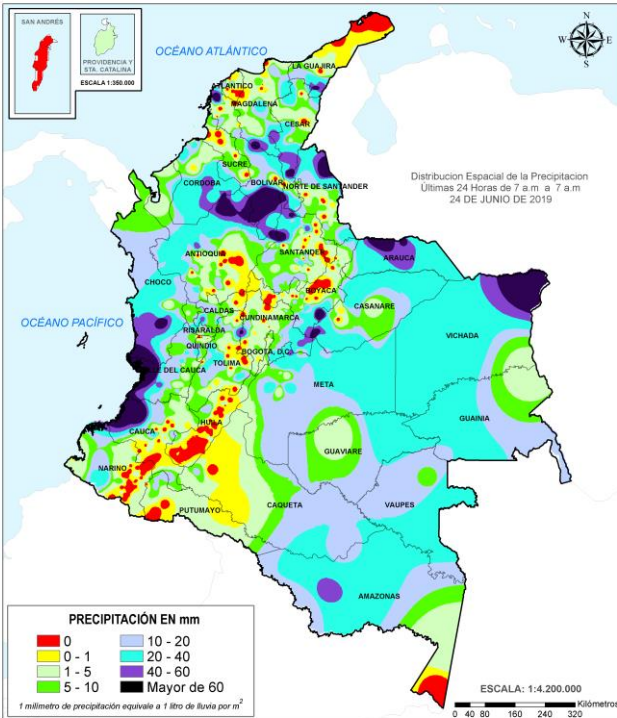 SAN ANDRÉS
PROVIDENCIA Y
STA. CATALINA
ESCALA 1:350.000
OCÉANO ATLÁNTICO
N
W
E
S
LA GUAJIRA
ATLANTICO
MAGDALENA
CESAR
SUCRE
CORDOBA
BOLIVAR
NORTE DE SANTANDER
Distribucion Espacial de la Precipitacion
Últimas 24 Horas de 7 a.m a 7 a.m
24 DE JUNIO DE 2019
ANTIOQUIA
SANTANDER
ARAUCA
CHOCO
BOYACA
CASANARE
OCÉANO PACÍFICO
CALDAS
CUNDINAMARCA
RISARALDA
VICHADA
QUINDIO
BOGOTA, D.C.
TOLIMA
LE DEL CAUCA
META
GUAINIA
CAUCA
HUILA
GUAVIARE
NARIÑO
PUTUMAYO
CAQUETA
VAUPES
AMAZONAS
PRECIPITACIÓN EN mm
0
10 - 20
0 - 1
20 - 40
1 - 5
40 - 60
5 - 10
Mayor de 60
1 milimetro de precipitación equivale a 1 litro de lluvia por m²
ESCALA: 1:4.200.000
Kilómetros
0 40 80 160 240 320